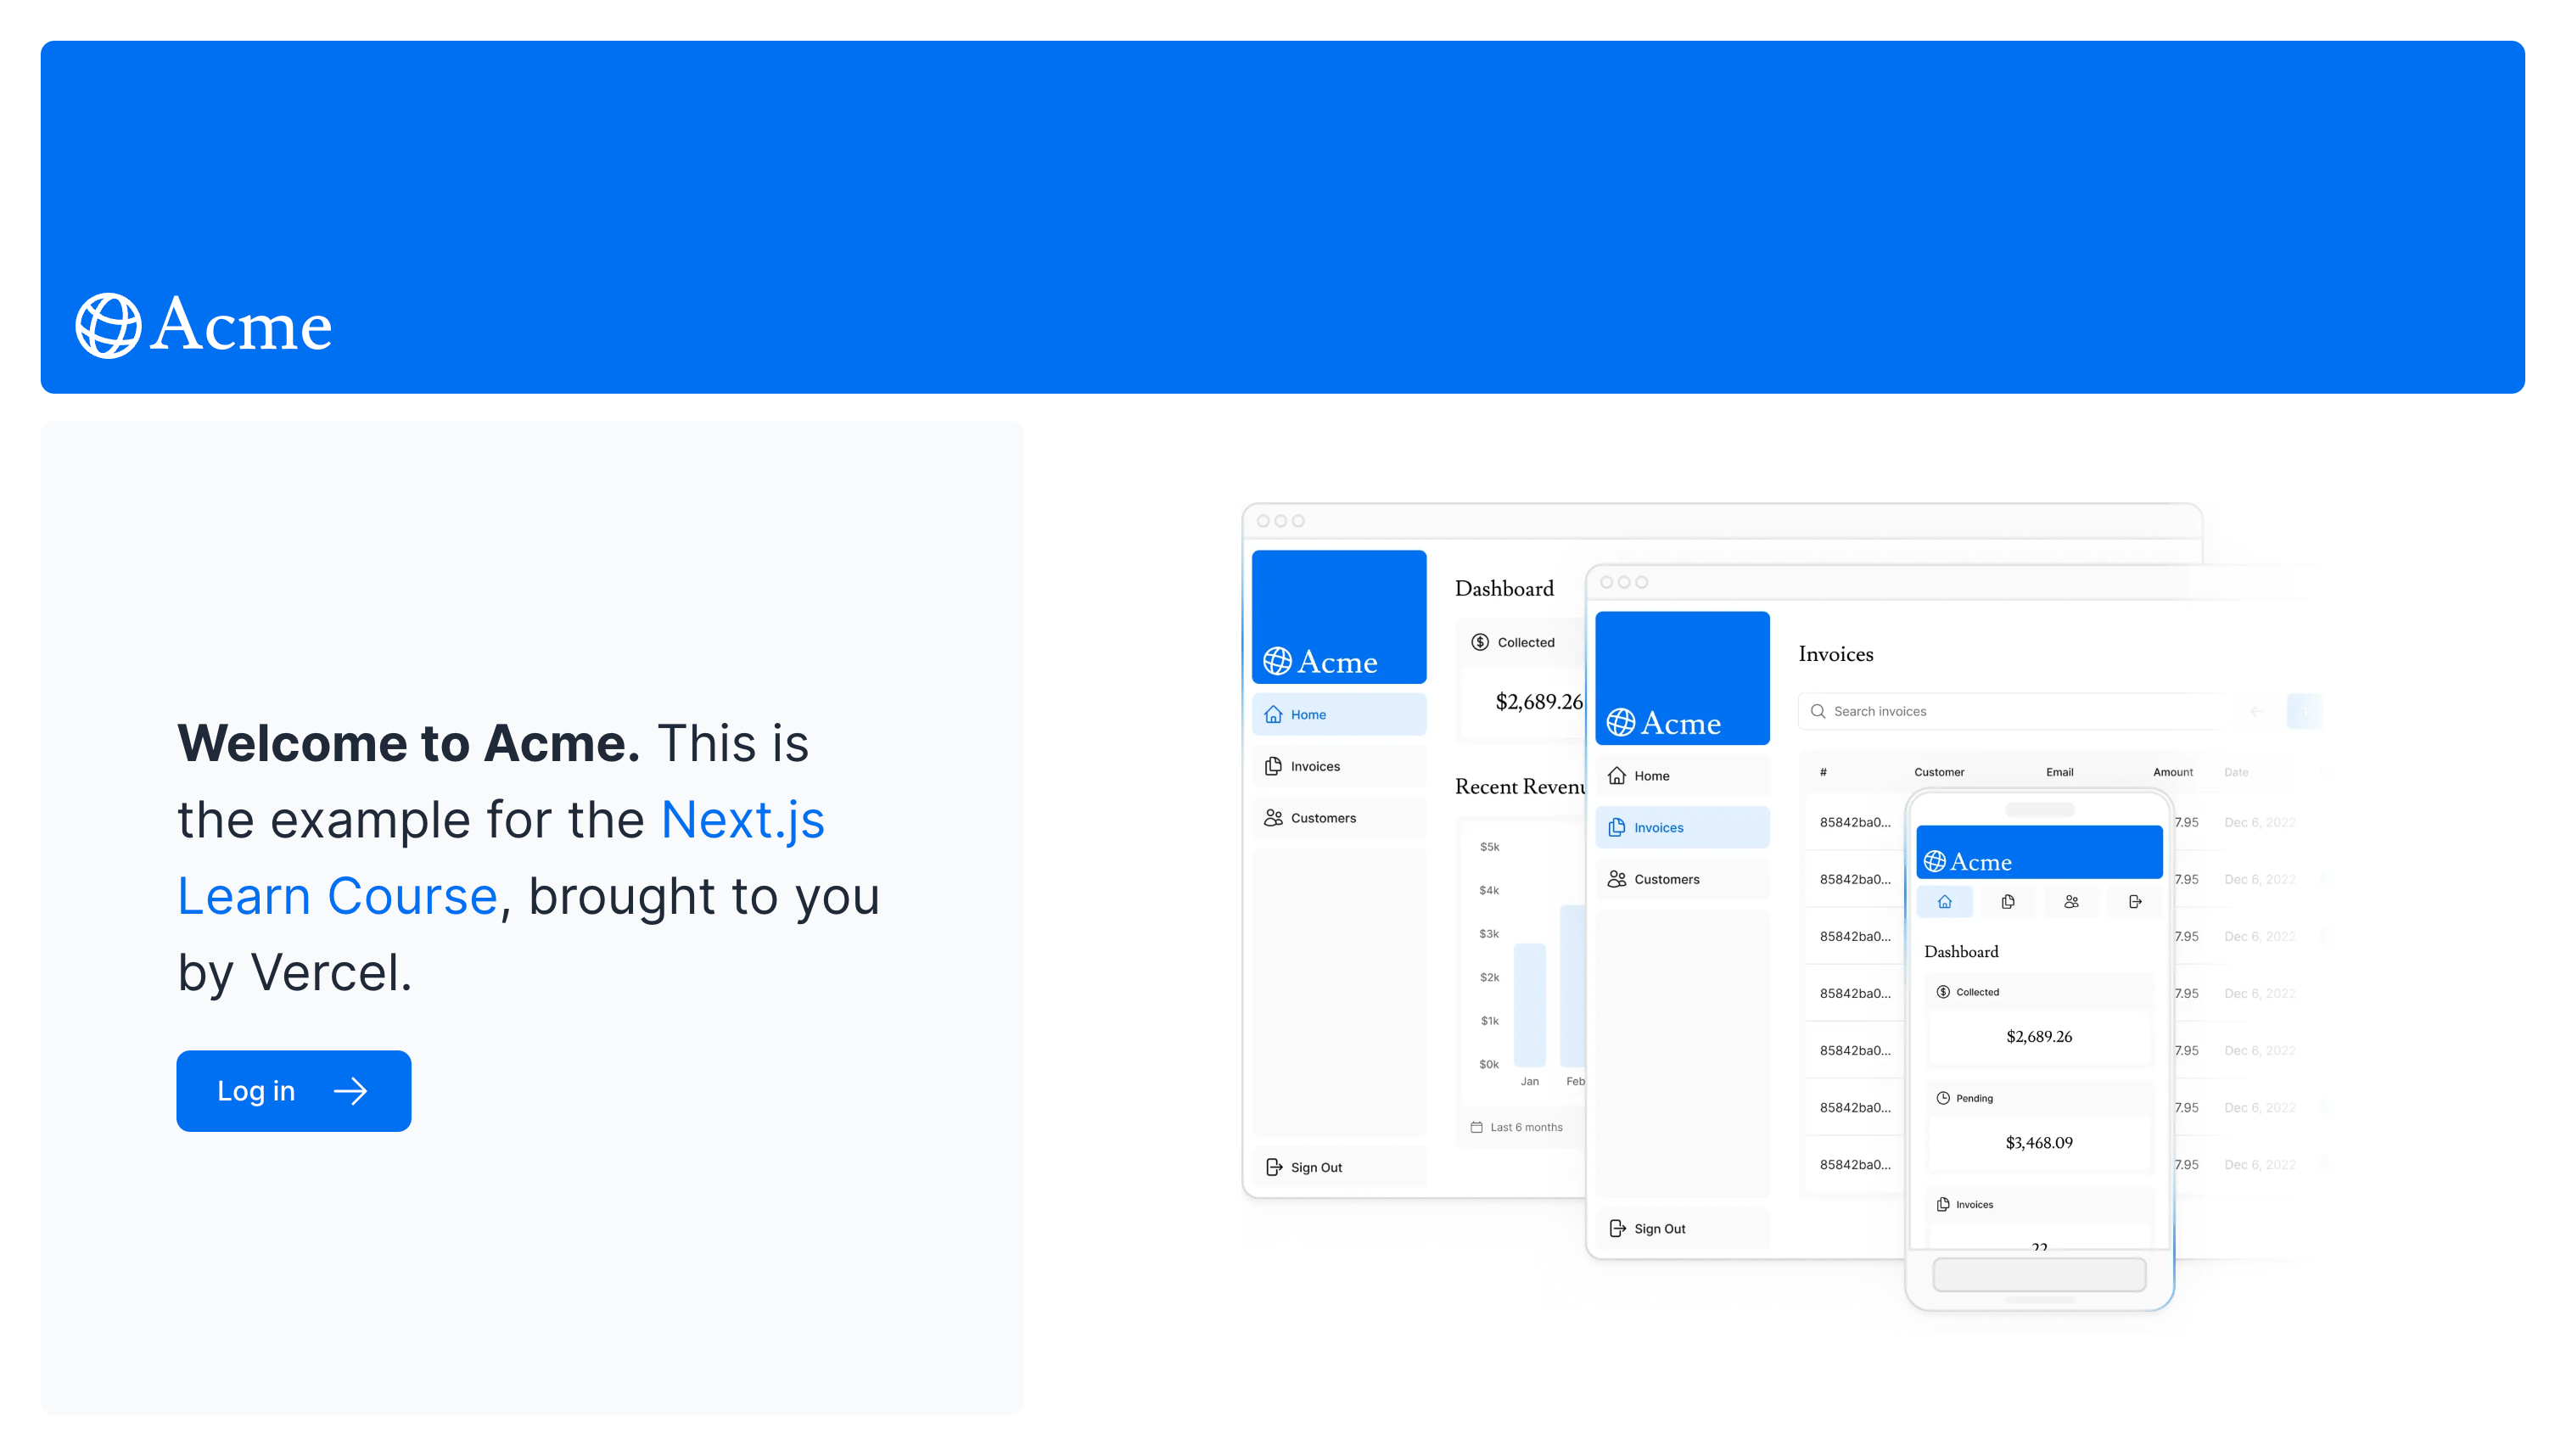 Acme
Welcome to Acme. This is
the example for the Next.js
Learn Course, brought to you
by Vercel.
Log in
Acme
Home
Invoices
Customers
Sign Out
Dashboard
Collected
$2,689.26
Recent Revenu
$5k
$4k
$3k
$2k
$1k
$0k
Jan Feb
Last 6 months
Acme
Home
Invoices
Customers
Sign Out
Invoices
Search invoices
# Customer Email Amount Date
85842ba0... 7.95 Dec 6, 2022
85842ba0... 7.95 Dec 6, 2022
85842ba0... 7.95 Dec 6, 2022
85842ba0... 7.95 Dec 6, 2022
85842ba0... 7.95 Dec 6, 2022
85842ba0... 7.95 Dec 6, 2022
85842ba0... 7.95 Dec 6, 2022
Acme
Dashboard
Collected
$2,689.26
Pending
$3,468.09
Invoices
22